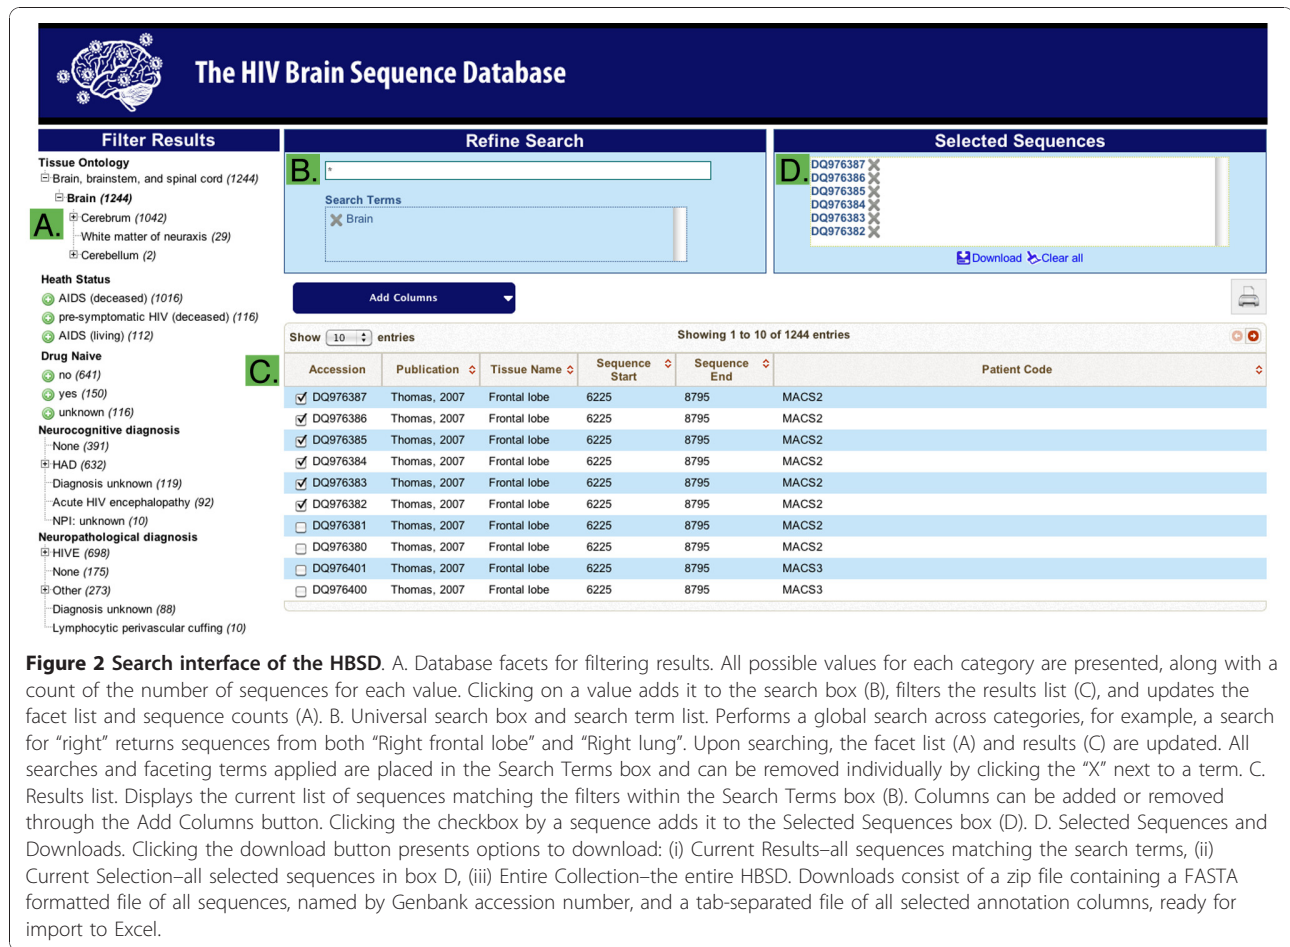 The HIV Brain Sequence Database
Filter Results
Tissue Ontology
Brain, brainstem, and spinal cord (1244)
Brain (1244)
A.
Cerebrum (1042)
White matter of neuraxis (29)
Cerebellum (2)
Heath Status
AIDS (deceased) (1016)
pre-symptomatic HIV (deceased) (116)
AIDS (living) (112)
Drug Naive
no (641)
yes (150)
unknown (116)
Neurocognitive diagnosis
None (391)
HAD (632)
Diagnosis unknown (119)
Acute HIV encephalopathy (92)
NPI: unknown (10)
Neuropathological diagnosis
HIVE (698)
None (175)
Other (273)
Diagnosis unknown (88)
Lymphocytic perivascular cuffing (10)
Refine Search
B.
*
Search Terms
Brain
Selected Sequences
D.
DQ976387
DQ976386
DQ976385
DQ976384
DQ976383
DQ976382
Download Clear all
Add Columns
Show 10 entries Showing 1 to 10 of 1244 entries
C.
Accession Publication Tissue Name Sequence Start Sequence End Patient Code
DQ976387 Thomas, 2007 Frontal lobe 6225 8795 MACS2
DQ976386 Thomas, 2007 Frontal lobe 6225 8795 MACS2
DQ976385 Thomas, 2007 Frontal lobe 6225 8795 MACS2
DQ976384 Thomas, 2007 Frontal lobe 6225 8795 MACS2
DQ976383 Thomas, 2007 Frontal lobe 6225 8795 MACS2
DQ976382 Thomas, 2007 Frontal lobe 6225 8795 MACS2
DQ976381 Thomas, 2007 Frontal lobe 6225 8795 MACS2
DQ976380 Thomas, 2007 Frontal lobe 6225 8795 MACS2
DQ976401 Thomas, 2007 Frontal lobe 6225 8795 MACS3
DQ976400 Thomas, 2007 Frontal lobe 6225 8795 MACS3
Figure 2 Search interface of the HBSD. A. Database facets for filtering results. All possible values for each category are presented, along with a
count of the number of sequences for each value. Clicking on a value adds it to the search box (B), filters the results list (C), and updates the
facet list and sequence counts (A). B. Universal search box and search term list. Performs a global search across categories, for example, a search
for “right” returns sequences from both “Right frontal lobe” and “Right lung”. Upon searching, the facet list (A) and results (C) are updated. All
searches and faceting terms applied are placed in the Search Terms box and can be removed individually by clicking the “X” next to a term. C.
Results list. Displays the current list of sequences matching the filters within the Search Terms box (B). Columns can be added or removed
through the Add Columns button. Clicking the checkbox by a sequence adds it to the Selected Sequences box (D). D. Selected Sequences and
Downloads. Clicking the download button presents options to download: (i) Current Results–all sequences matching the search terms, (ii)
Current Selection–all selected sequences in box D, (iii) Entire Collection–the entire HBSD. Downloads consist of a zip file containing a FASTA
formatted file of all sequences, named by Genbank accession number, and a tab-separated file of all selected annotation columns, ready for
import to Excel.